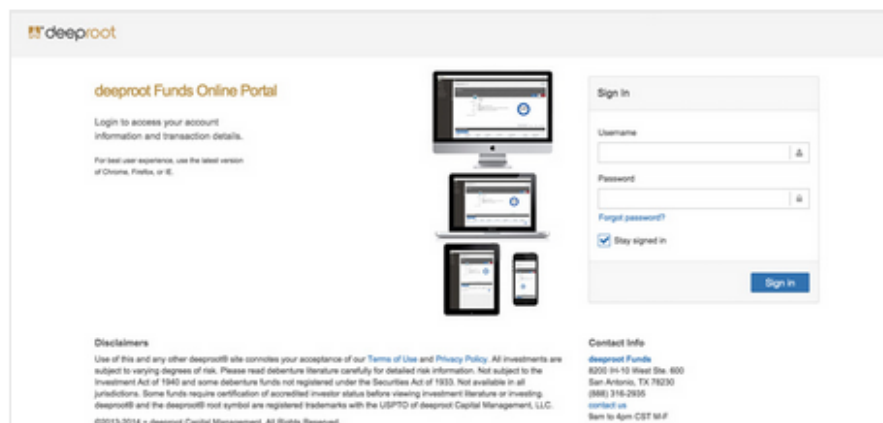 deeproot
deeproot Funds Online Portal
Login to access your account
information and transaction details.
For best user experience, use the latest version
of Chrome, Firefox, or IE.
Sign In
Username
Password
Forgot password?
Stay signed in
Sign in
Disclaimers
Use of this and any other deeproot® site connotes your acceptance of our Terms of Use and Privacy Policy. All investments are
subject to varying degrees of risk. Please read debenture literature carefully for detailed risk information. Not subject to the
Investment Act of 1940 and some debenture funds not registered under the Securities Act of 1933. Not available in all
jurisdictions. Some funds require certification of accredited investor status before viewing investment literature or investing.
deeproot® and the deeproot® root symbol are registered trademarks with the USPTO of deeproot Capital Management, LLC.
©2013-2014 • deeproot Capital Management. All Rights Reserved.
Contact Info
deeproot Funds
8200 IH-10 West Ste. 600
San Antonio, TX 78230
(888) 316-2935
contact us
9am to 4pm CST M-F